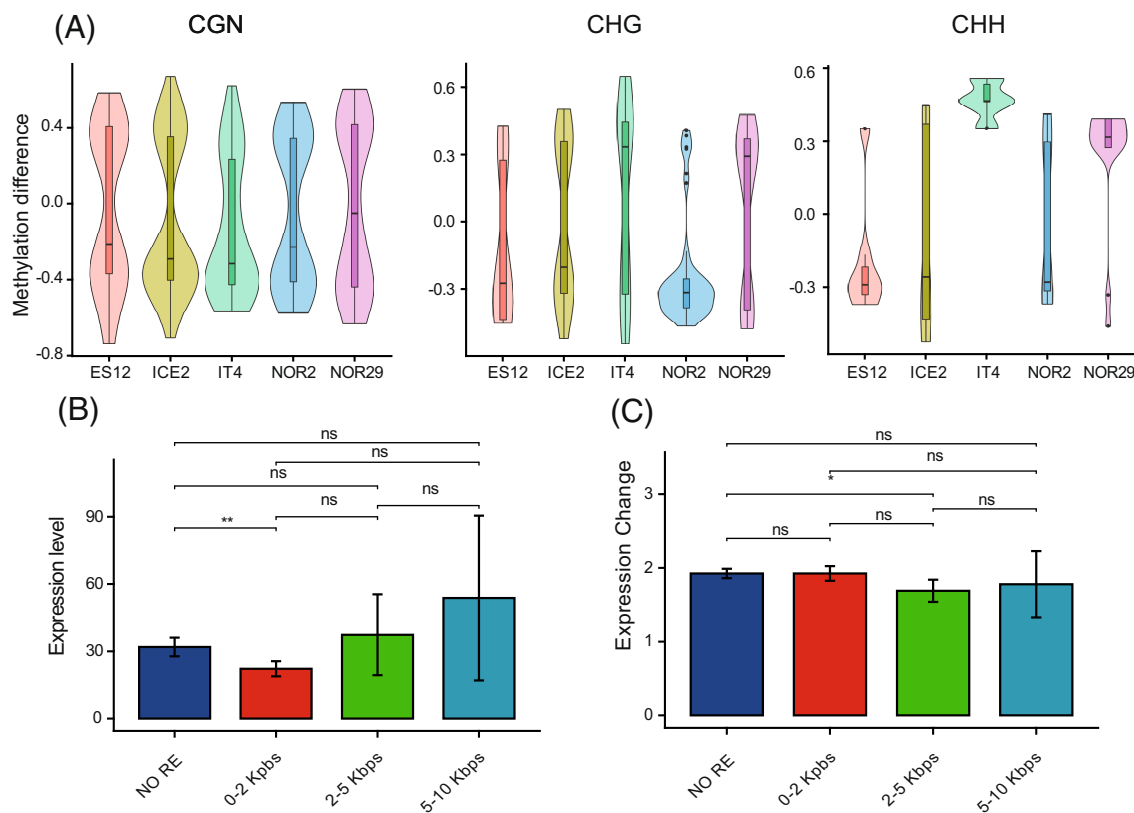 (A) CGN CHG CHH
Methylation difference
0.4
0.0
-0.4
-0.8
ES12 ICE2 IT4 NOR2 NOR29
0.6
0.3
0.0
-0.3
ES12 ICE2 IT4 NOR2 NOR29
0.6
0.3
0.0
-0.3
ES12 ICE2 IT4 NOR2 NOR29
(B)
ns
ns
ns
ns
ns
**
Expression level
90
60
30
0
NO RE 0-2 Kpbs 2-5 Kbps 5-10 Kbps
(C)
ns
ns
*
ns
ns
ns
Expression Change
3
2
1
0
NO RE 0-2 Kpbs 2-5 Kbps 5-10 Kbps